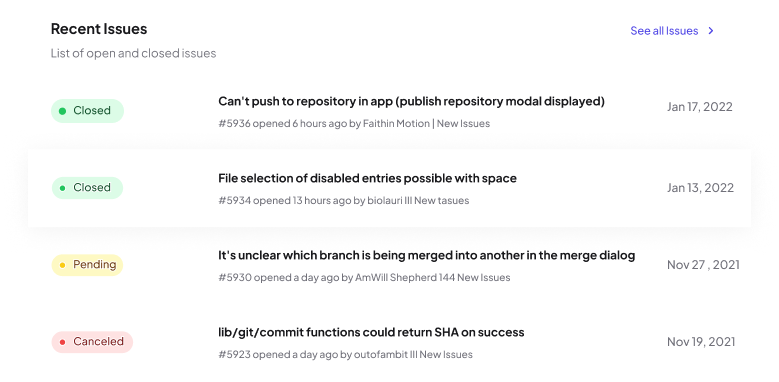 Recent Issues
See all Issues
List of open and closed issues
Closed
Can't push to repository in app (publish repository modal displayed)
Jan 17, 2022
#5936 opened 6 hours ago by Faithin Motion | New Issues
Closed
File selection of disabled entries possible with space
Jan 13, 2022
#5934 opened 13 hours ago by biolauri III New tasues
Pending
It's unclear which branch is being merged into another in the merge dialog
Nov 27 , 2021
#5930 opened a day ago by AmWill Shepherd 144 New Issues
Canceled
lib/git/commit functions could return SHA on success
Nov 19, 2021
#5923 opened a day ago by outofambit III New Issues